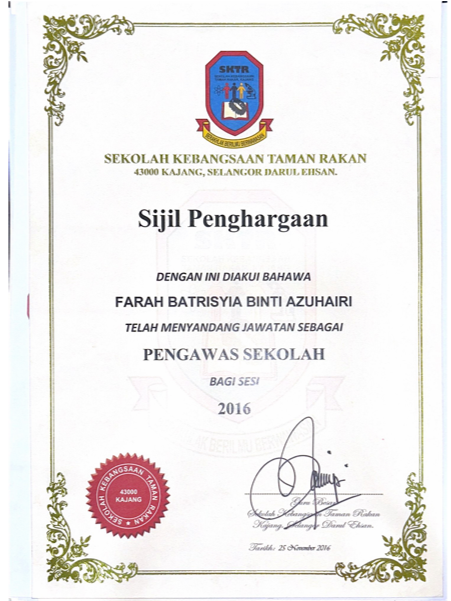 SKTR
SEKOLAH KEBANGSAAN TAMAN RAKAN
43000 KAJANG, SELANGOR DARUL EHSAN.
Sijil Penghargaan
DENGAN INI DIAKUI BAHAWA
FARAH BATRISYIA BINTI AZUHAIRI
TELAH MENYANDANG JAWATAN SEBAGAI
PENGAWAS SEKOLAH
BAGI SESI
2016
SEKOLAH KEBANGSAAN TAMAN RAKAN
43000
KAJANG
Guru Besar
Sekolah Kebangsaan Taman Rakan
Kajang, Selangor Darul Ehsan.
Tarikh: 25 November 2016